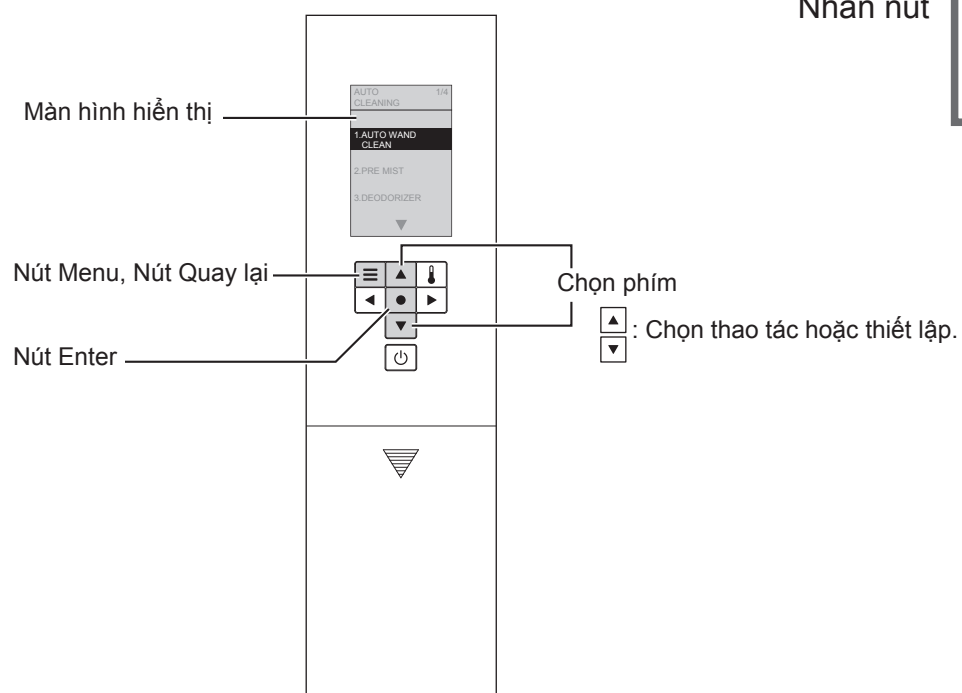 Nhấn nút
Màn hình hiển thị
AUTO 1/4
CLEANING
1.AUTO WAND
CLEAN
2.PRE MIST
3.DEODORIZER
Nút Menu, Nút Quay lại
Chọn phím
: Chọn thao tác hoặc thiết lập.
Nút Enter